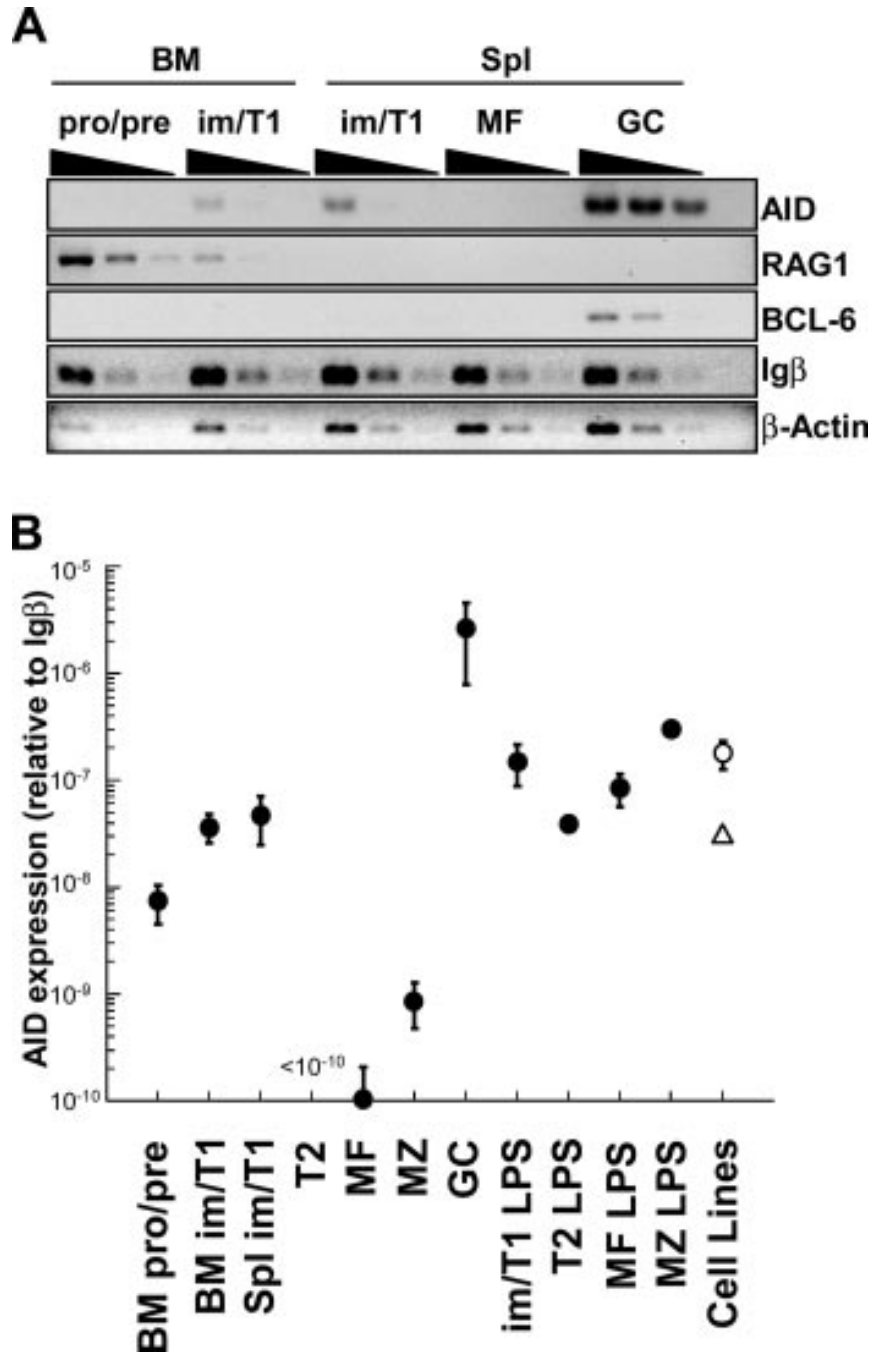 A
BM Spl
pro/pre im/T1 im/T1 MF GC
AID
RAG1
BCL-6
Igβ
β-Actin
B
AID expression (relative to Igβ)
10-5
10-6
10-7
10-8
10-9
10-10
<10-10
BM pro/pre
BM im/T1
Spl im/T1
T2
MF
MZ
GC
im/T1 LPS
T2 LPS
MF LPS
MZ LPS
Cell Lines